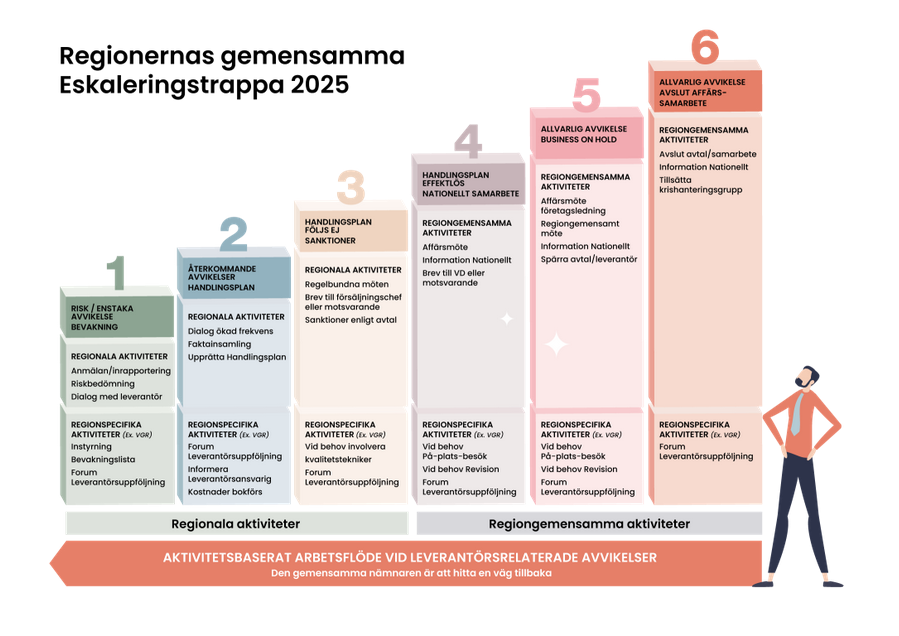 Regionernas gemensamma
Eskaleringstrappa 2025
1
RISK / ENSTAKA
AVVIKELSE
BEVAKNING
REGIONALA AKTIVITETER
Anmälan/inrapportering
Riskbedömning
Dialog med leverantör
REGIONSPECIFIKA
AKTIVITETER (Ex. VGR)
Instyrning
Bevakningslista
Forum
Leverantörsuppföljning
2
ÅTERKOMMANDE
AVVIKELSER
HANDLINGSPLAN
REGIONALA AKTIVITETER
Dialog ökad frekvens
Faktainsamling
Upprätta Handlingsplan
REGIONSPECIFIKA
AKTIVITETER (Ex. VGR)
Forum
Leverantörsuppföljning
Informera
Leverantörsansvarig
Kostnader bokförs
3
HANDLINGSPLAN
FÖLJS EJ
SANKTIONER
REGIONALA AKTIVITETER
Regelbundna möten
Brev till försäljningschef
eller motsvarande
Sanktioner enligt avtal
REGIONSPECIFIKA
AKTIVITETER (Ex. VGR)
Vid behov involvera
kvalitetstekniker
Forum
Leverantörsuppföljning
4
HANDLINGSPLAN
EFFEKTLÖS
NATIONELLT SAMARBETE
REGIONGEMENSAMMA
AKTIVITETER
Affärsmöte
Information Nationellt
Brev till VD eller
motsvarande
REGIONSPECIFIKA
AKTIVITETER (Ex. VGR)
Vid behov
På-plats-besök
Vid behov Revision
Forum
Leverantörsuppföljning
5
ALLVARLIG AVVIKELSE
BUSINESS ON HOLD
REGIONGEMENSAMMA
AKTIVITETER
Affärsmöte
företagsledning
Regiongemensamt
möte
Information Nationellt
Spärra avtal/leverantör
REGIONSPECIFIKA
AKTIVITETER (Ex. VGR)
Vid behov
På-plats-besök
Vid behov Revision
Forum
Leverantörsuppföljning
6
ALLVARLIG AVVIKELSE
AVSLUT AFFÄRS-
SAMARBETE
REGIONGEMENSAMMA
AKTIVITETER
Avslut avtal/samarbete
Information Nationellt
Tillsätta
krishanteringsgrupp
REGIONSPECIFIKA
AKTIVITETER (Ex. VGR)
Forum
Leverantörsuppföljning
Regionala aktiviteter
Regiongemensamma aktiviteter
AKTIVITETSBASERAT ARBETSFLÖDE VID LEVERANTÖRSRELATERADE AVVIKELSER
Den gemensamma nämnaren är att hitta en väg tillbaka